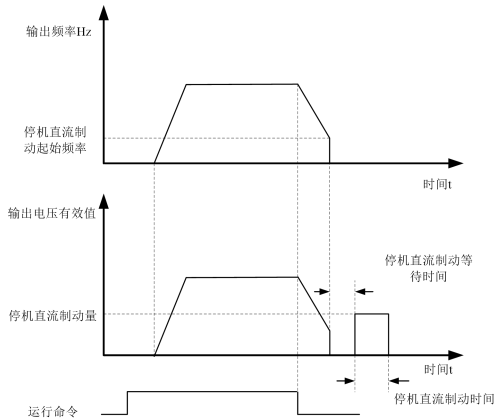 输出频率Hz
停机直流制
动起始频率
时间t
输出电压有效值
停机直流制动等
待时间
停机直流制动量
时间t
停机直流制动时间
运行命令